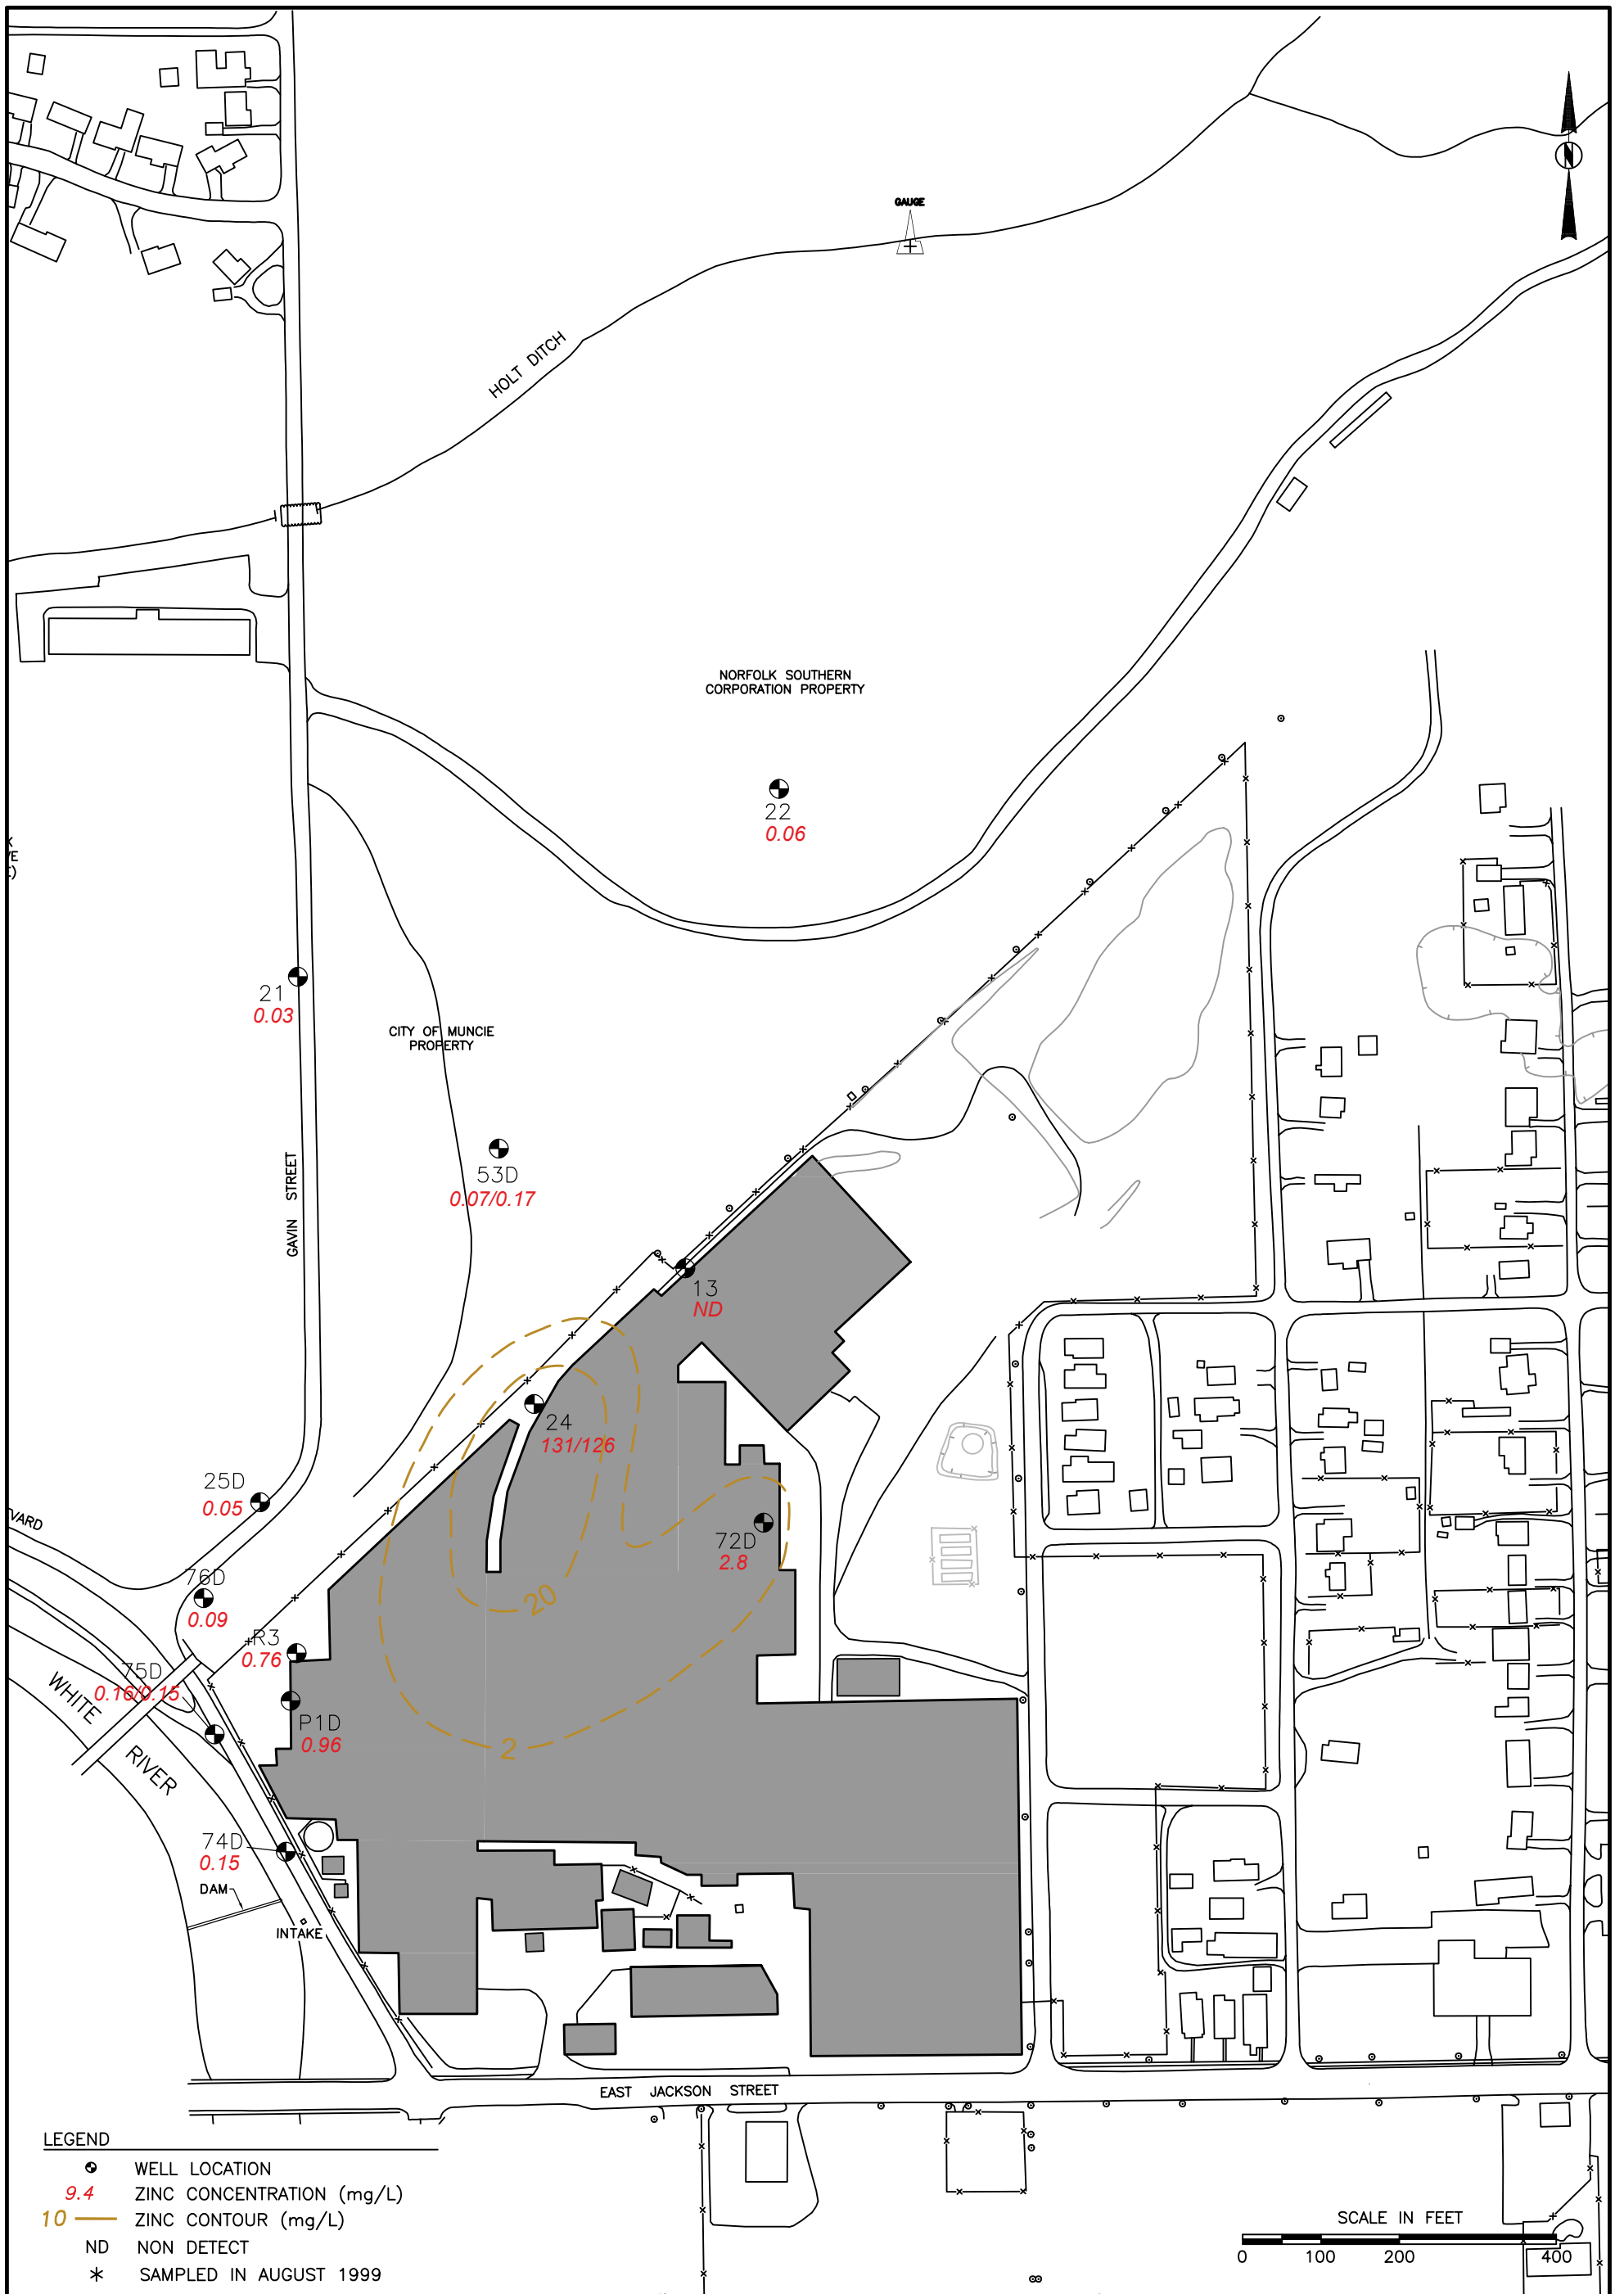 N
GAUGE
HOLT DITCH
NORFOLK SOUTHERN
CORPORATION PROPERTY
22
0.06
21
0.03
CITY OF MUNCIE
PROPERTY
GAVIN STREET
53D
0.07/0.17
13
ND
24
131/126
25D
0.05
72D
2.8
20
76D
0.09
R3
0.76
75D
0.16/0.15
WHITE
RIVER
P1D
0.96
2
74D
0.15
DAM
INTAKE
EAST JACKSON STREET
LEGEND
WELL LOCATION
9.4 ZINC CONCENTRATION (mg/L)
10 ZINC CONTOUR (mg/L)
ND NON DETECT
* SAMPLED IN AUGUST 1999
SCALE IN FEET
0 100 200 400